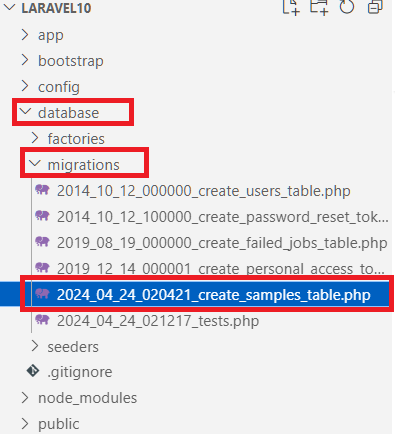 LARAVEL10
app
bootstrap
config
database
factories
migrations
2014_10_12_000000_create_users_table.php
2014_10_12_100000_create_password_reset_tok...
2019_08_19_000000_create_failed_jobs_table.php
2019_12_14_000001_create_personal_access_to...
2024_04_24_020421_create_samples_table.php
2024_04_24_021217_tests.php
seeders
.gitignore
node_modules
public